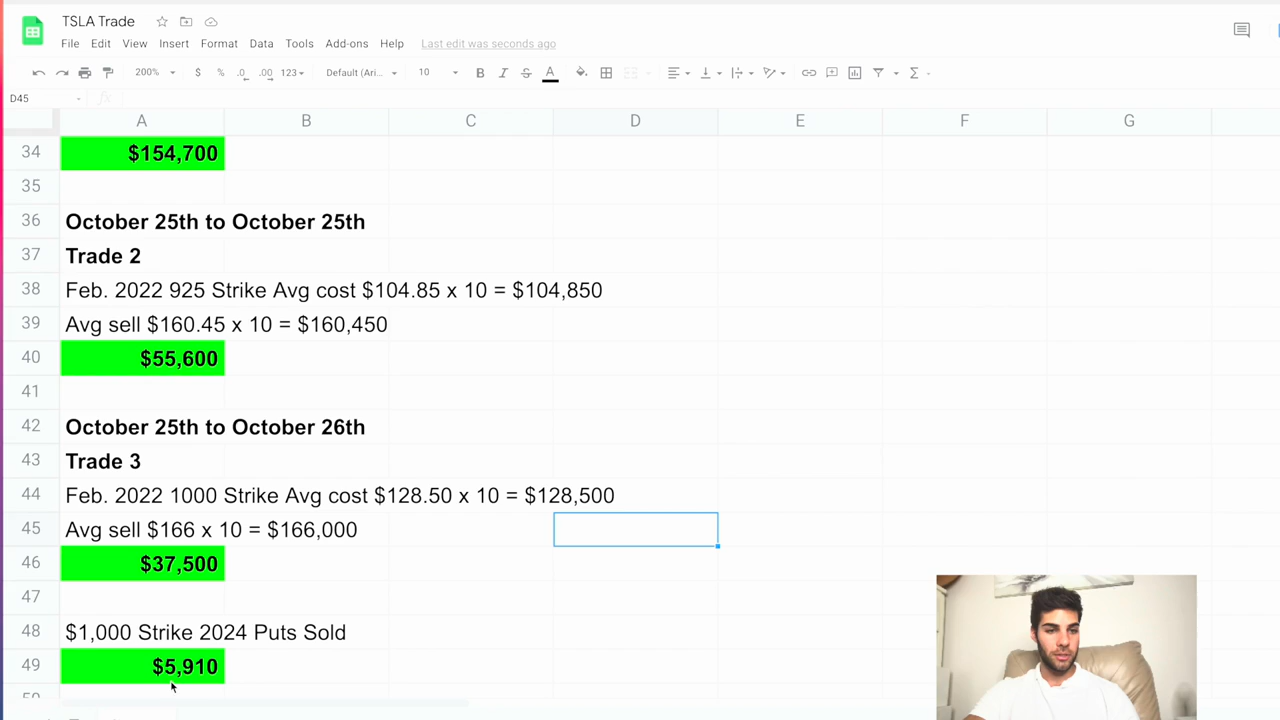 TSLA Trade
File Edit View Insert Format Data Tools Add-ons Help Last edit was seconds ago
200% $ % .0 .00 123 Default (Ari... 10 B I S A Σ
D45 fx
A B C D E F G
34 $154,700
35
36 October 25th to October 25th
37 Trade 2
38 Feb. 2022 925 Strike Avg cost $104.85 x 10 = $104,850
39 Avg sell $160.45 x 10 = $160,450
40 $55,600
41
42 October 25th to October 26th
43 Trade 3
44 Feb. 2022 1000 Strike Avg cost $128.50 x 10 = $128,500
45 Avg sell $166 x 10 = $166,000
46 $37,500
47
48 $1,000 Strike 2024 Puts Sold
49 $5,910